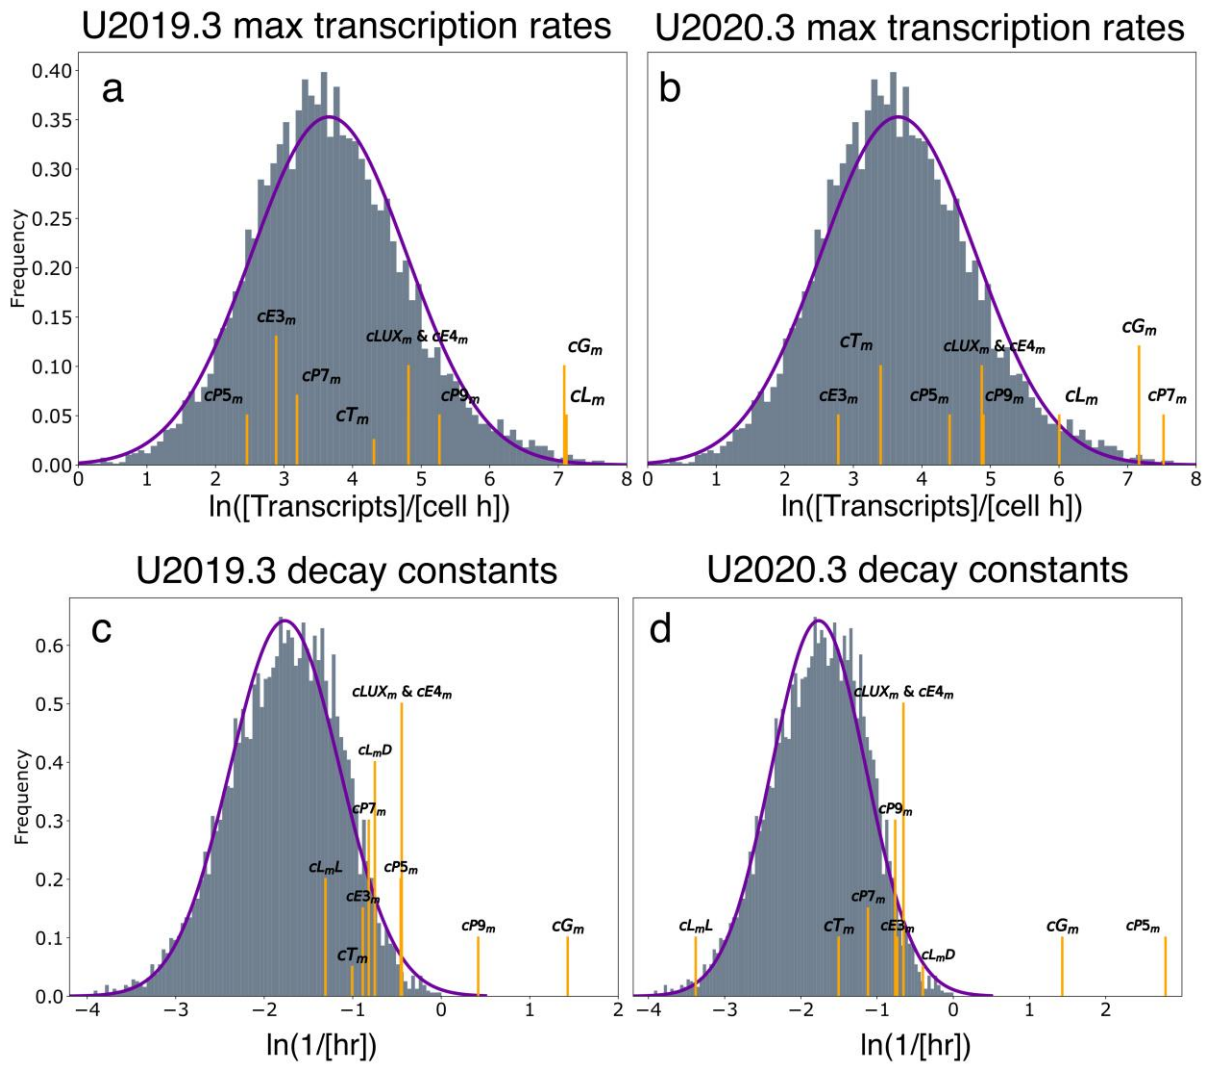 U2019.3 max transcription rates
U2020.3 max transcription rates
a
b
Frequency
0.40
0.35
0.30
0.25
0.20
0.15
0.10
0.05
0.00
cP5m
cE3m
cP7m
cTm
cLUXm & cE4m
cP9m
cGm
cLm
cE3m
cTm
cP5m
cLUXm & cE4m
cP9m
cLm
cGm
cP7m
0 1 2 3 4 5 6 7 8
0 1 2 3 4 5 6 7 8
ln([Transcripts]/[cell h])
ln([Transcripts]/[cell h])
U2019.3 decay constants
U2020.3 decay constants
c
d
Frequency
0.6
0.5
0.4
0.3
0.2
0.1
0.0
cLUXm & cE4m
cLmD
cP7m
cLmL
cP5m
cE3m
cTm
cP9m
cGm
cLUXm & cE4m
cP9m
cP7m
cLmL
cTm
cE3m
cLmD
cGm
cP5m
−4 −3 −2 −1 0 1 2
−4 −3 −2 −1 0 1 2
ln(1/[hr])
ln(1/[hr])